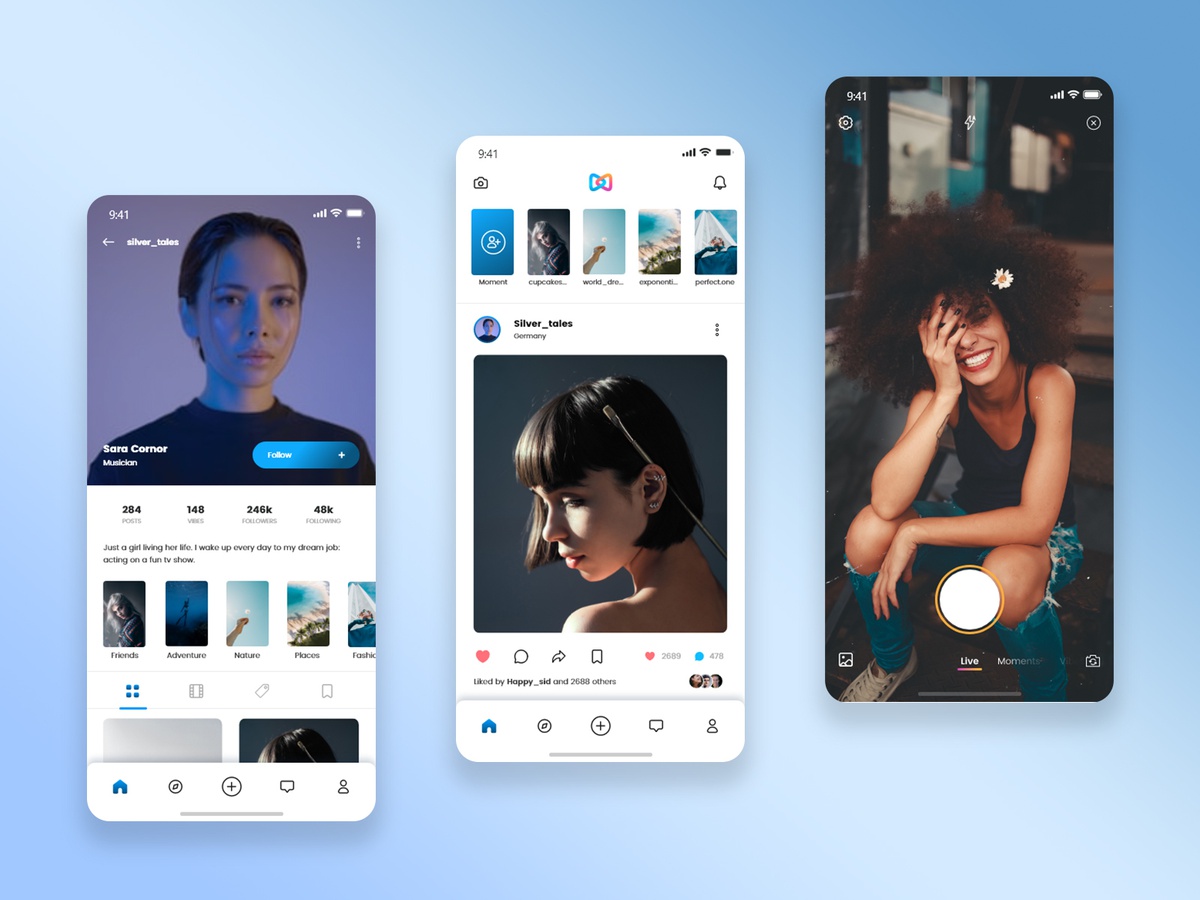 9:41
silver_tales
Sara Cornor
Musician
Follow
284 148 246k 48k
POSTS VIBES FOLLOWERS FOLLOWING
Just a girl living her life. I wake up every day to my dream job:
acting on a fun tv show.
Friends Adventure Nature Places Fashic
9:41
Moment cupcakes... world_dre... exponenti... perfect.one
Silver_tales
Germany
2689 478
Liked by Happy_sid and 2688 others
9:41
Live Moments